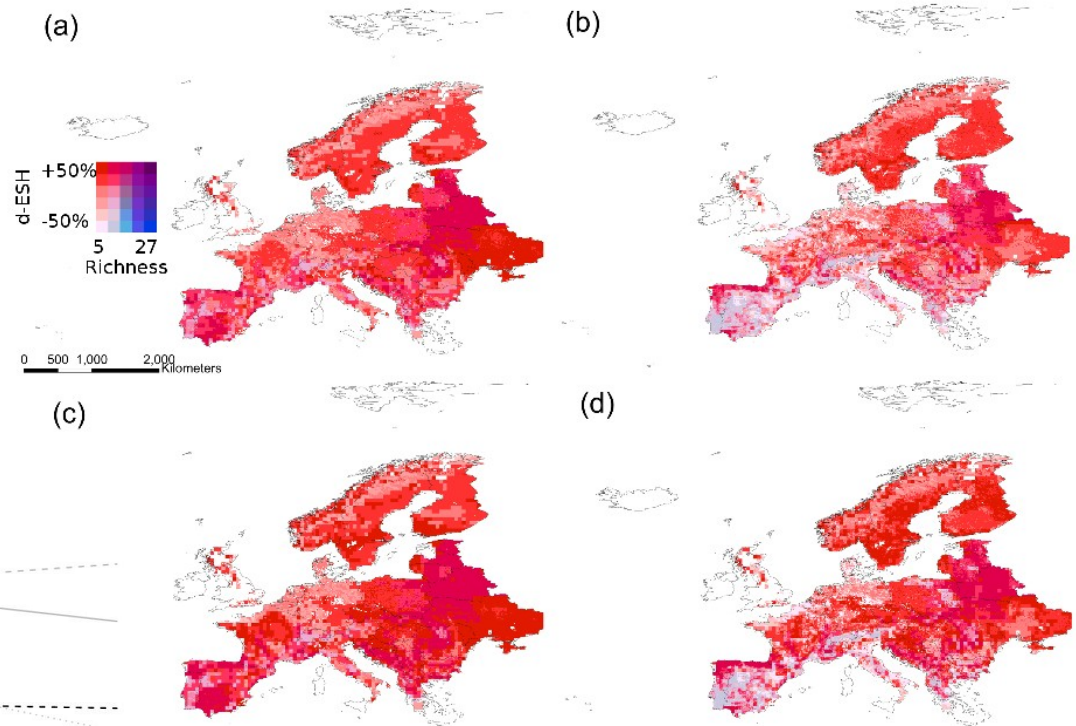 (a)
(b)
d-ESH
+50%
-50%
5 27
Richness
0 500 1,000 2,000
Kilometers
(c)
(d)